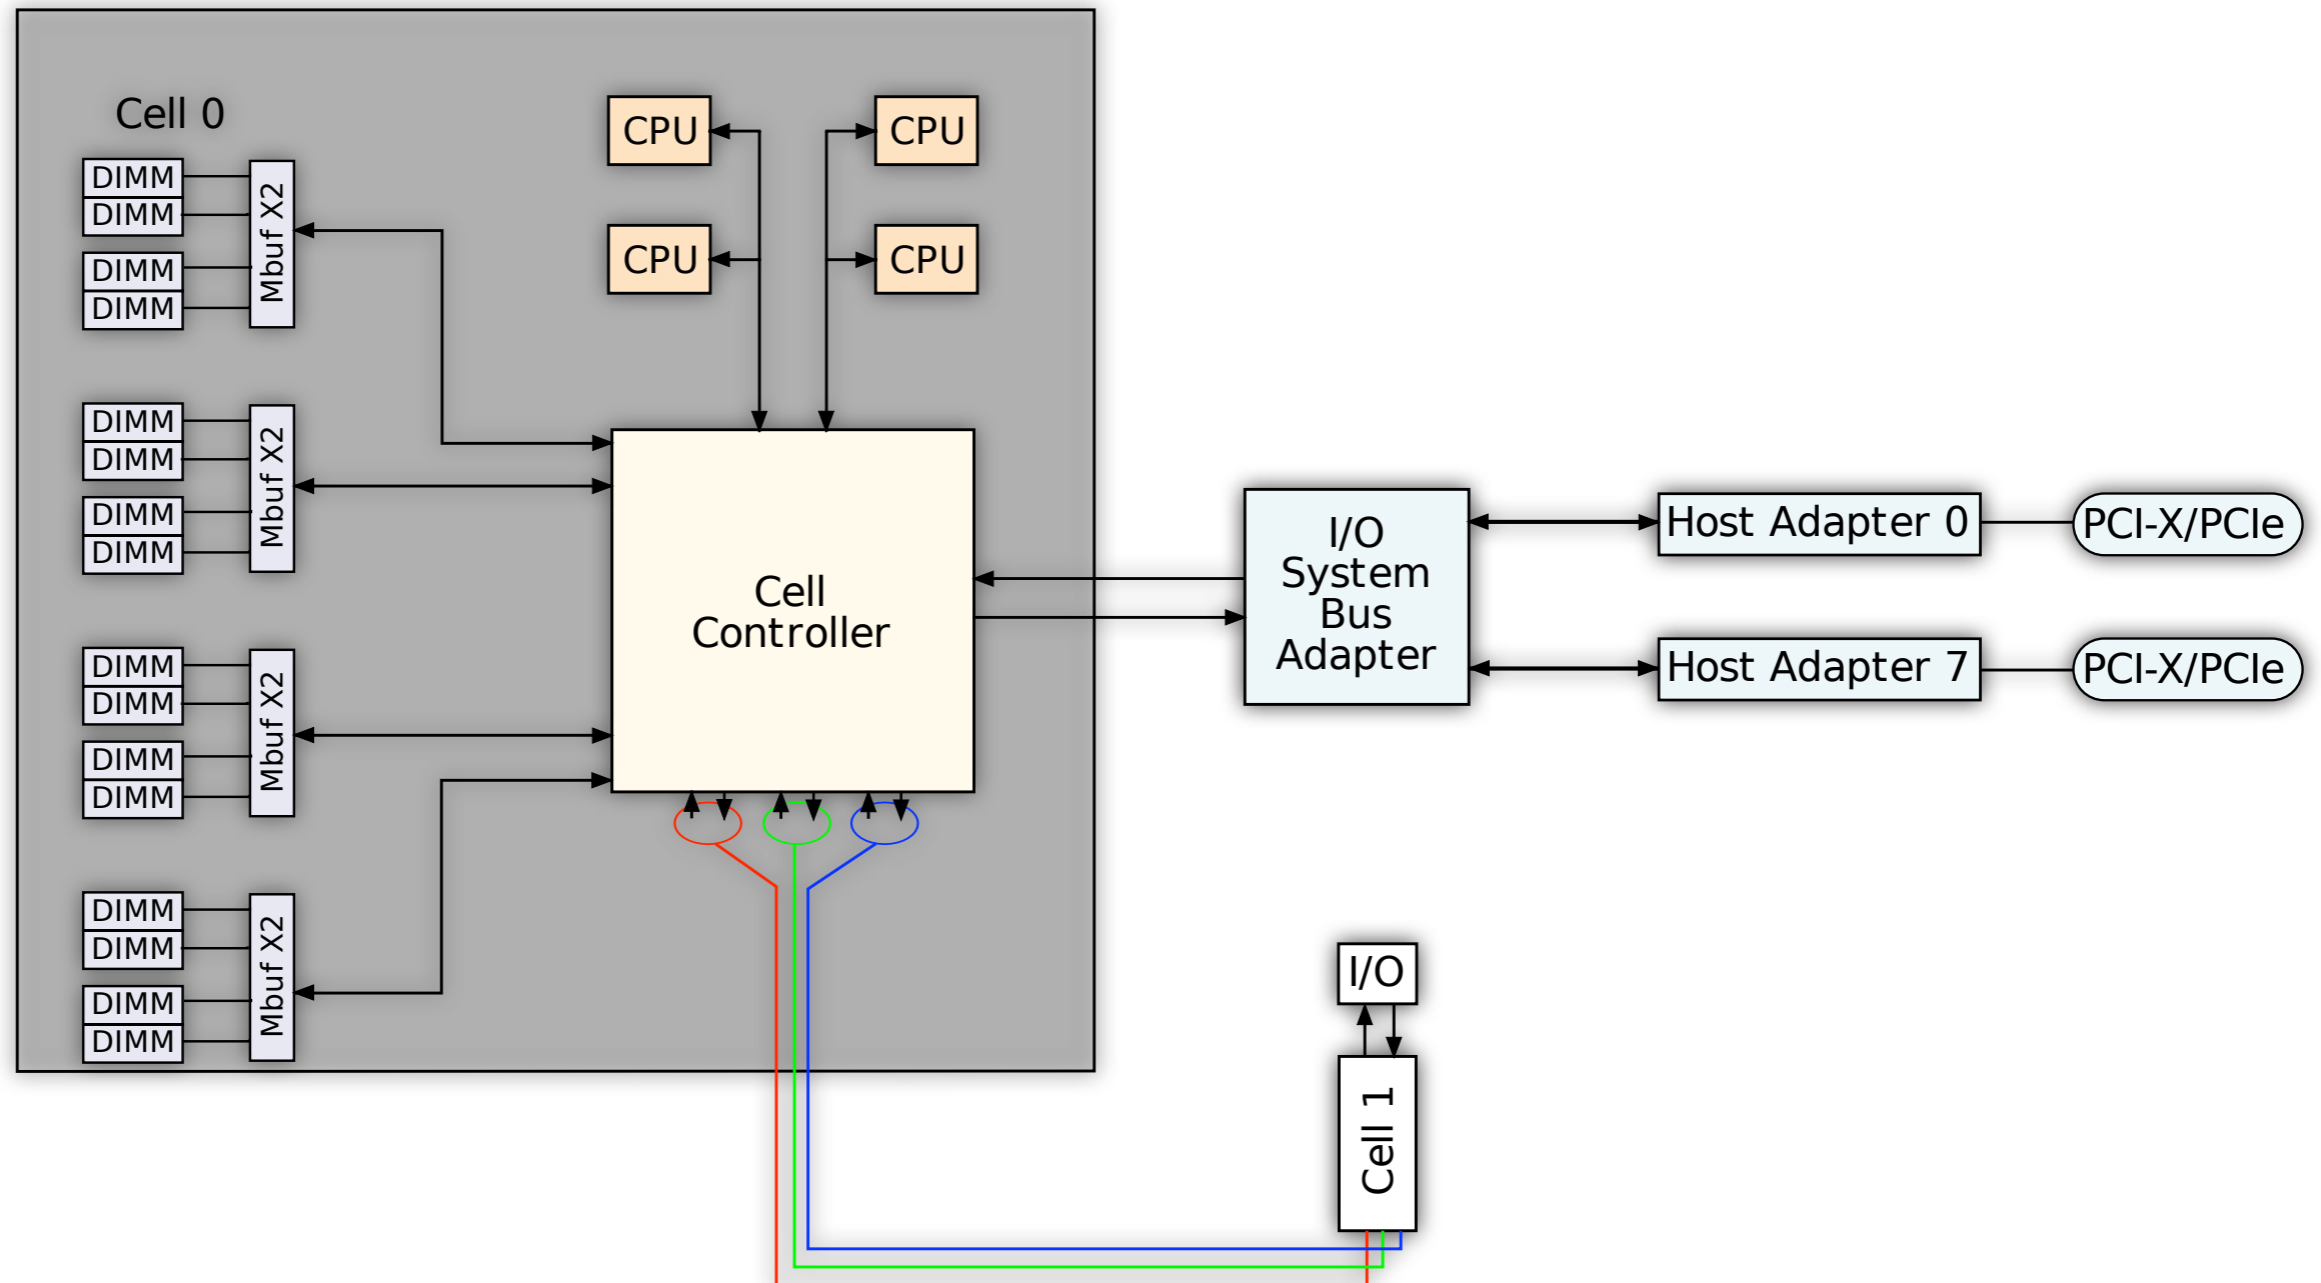 Cell 0
DIMM
DIMM
DIMM
DIMM
Mbuf X2
DIMM
DIMM
DIMM
DIMM
Mbuf X2
DIMM
DIMM
DIMM
DIMM
Mbuf X2
DIMM
DIMM
DIMM
DIMM
Mbuf X2
CPU
CPU
CPU
CPU
Cell
Controller
I/O
System
Bus
Adapter
Host Adapter 0
PCI-X/PCIe
Host Adapter 7
PCI-X/PCIe
I/O
Cell 1